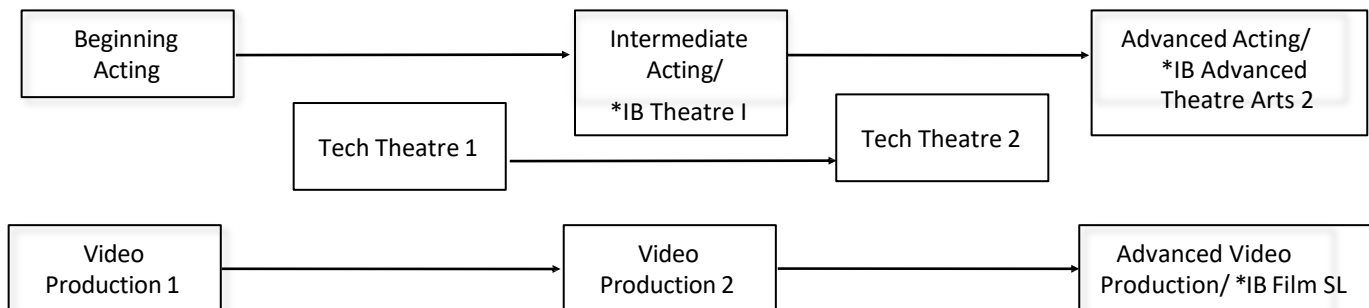 Beginning
Acting
Intermediate
Acting/
*IB Theatre I
Advanced Acting/
*IB Advanced
Theatre Arts 2
Tech Theatre 1
Tech Theatre 2
Video
Production 1
Video
Production 2
Advanced Video
Production/ *IB Film SL